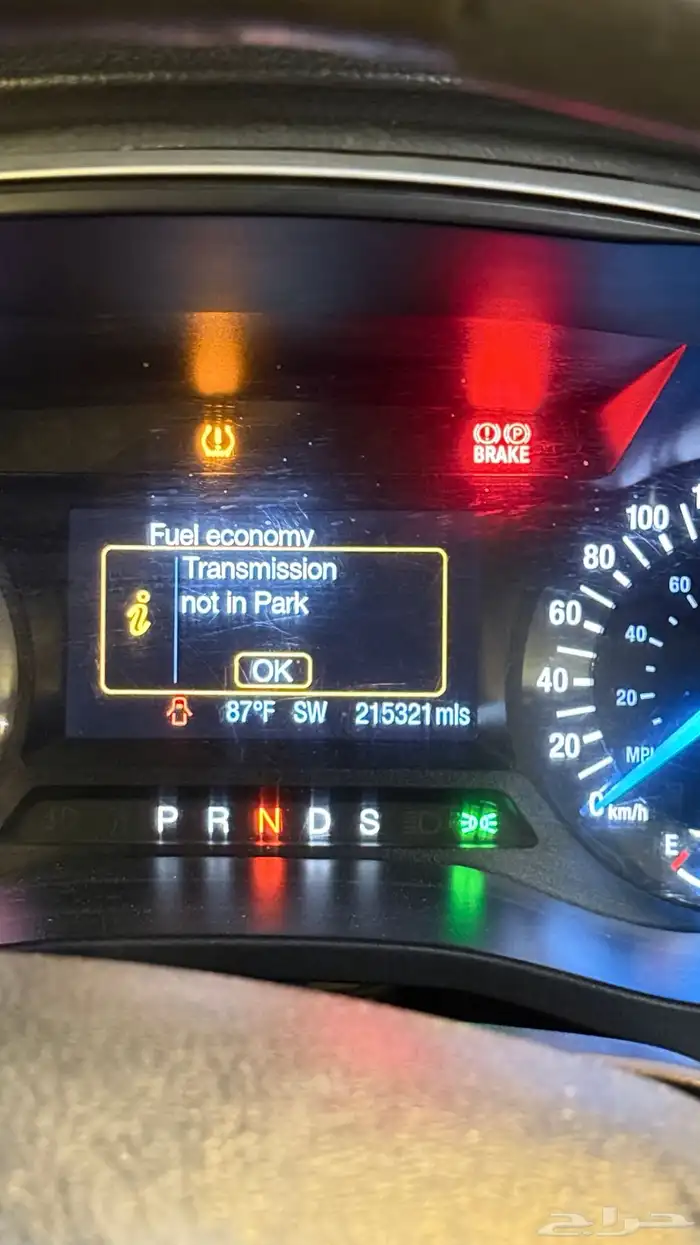 BRAKE
Fuel economy
Transmission
not in Park
OK
87°F SW 215321 mls
P R N D S
100
80
60
40
20
60
40
20
km/h
E
حراج